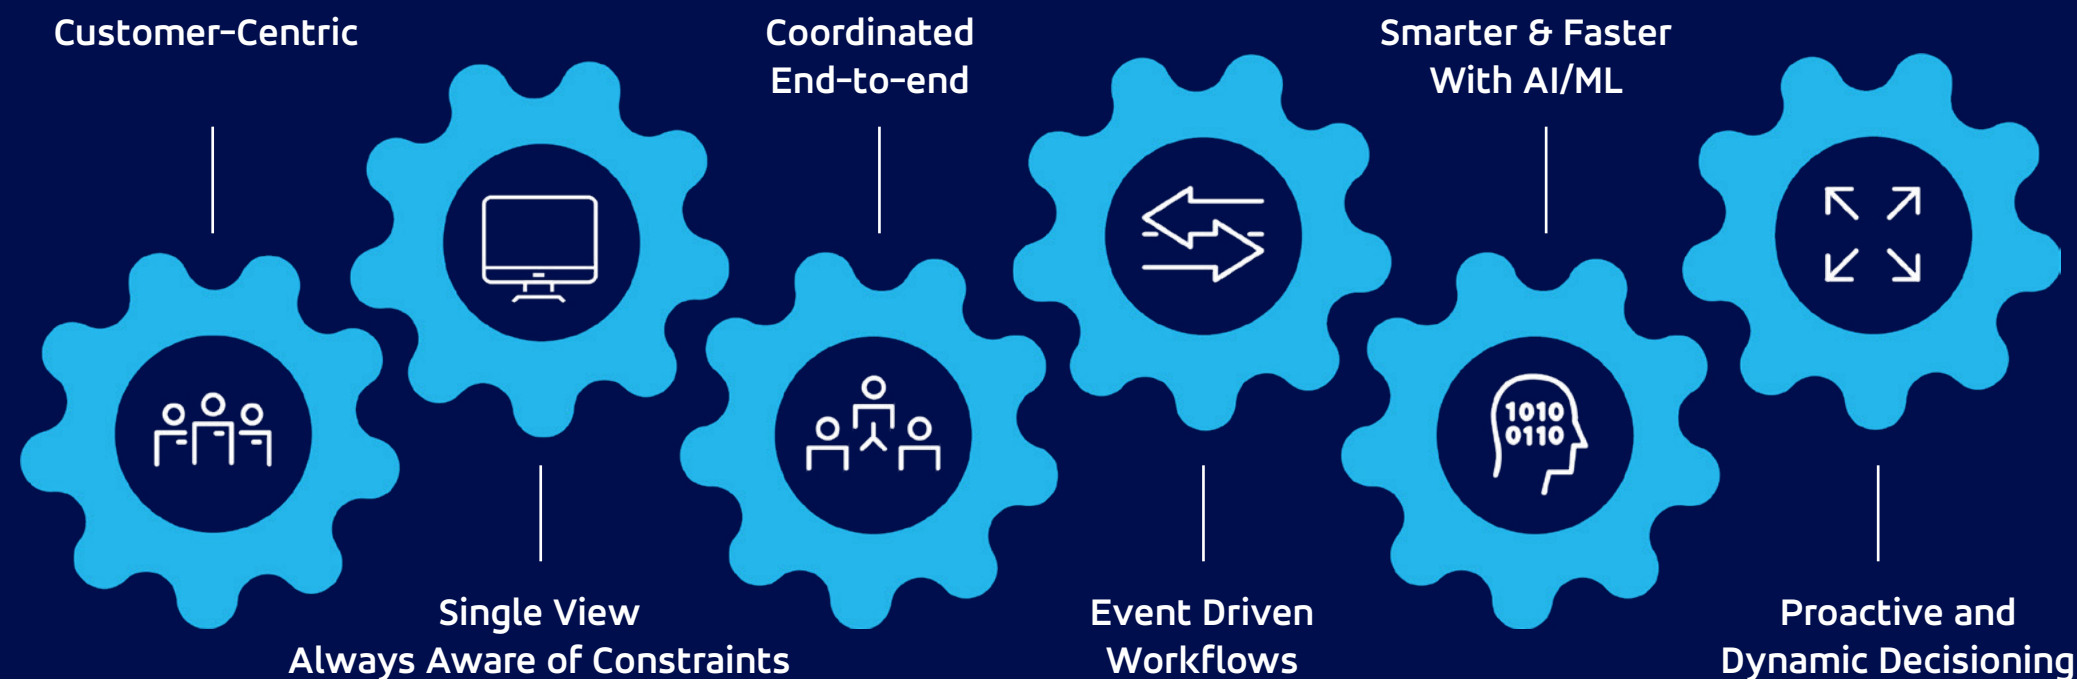 Customer-Centric
Coordinated
End-to-end
Smarter & Faster
With AI/ML
1010
0110
Single View
Always Aware of Constraints
Event Driven
Workflows
Proactive and
Dynamic Decisioning